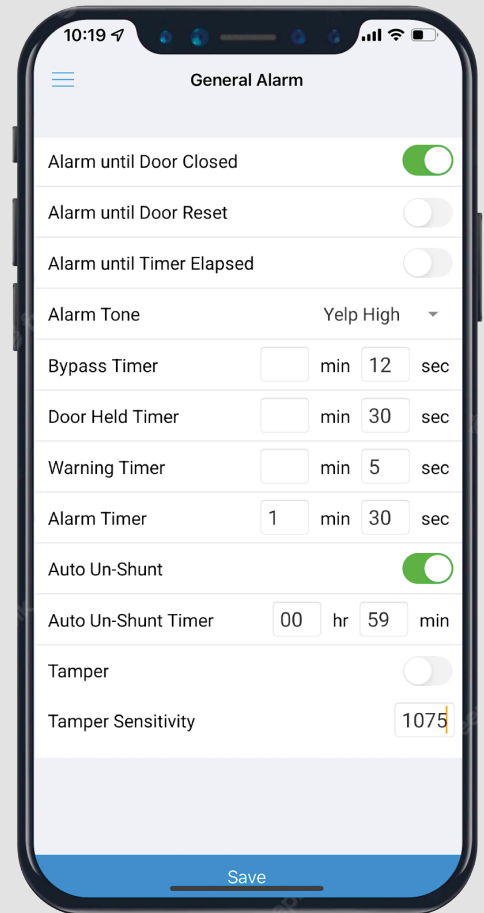 10:19
General Alarm
Alarm until Door Closed
Alarm until Door Reset
Alarm until Timer Elapsed
Alarm Tone Yelp High
Bypass Timer min 12 sec
Door Held Timer min 30 sec
Warning Timer min 5 sec
Alarm Timer 1 min 30 sec
Auto Un-Shunt
Auto Un-Shunt Timer 00 hr 59 min
Tamper
Tamper Sensitivity 1075
Save